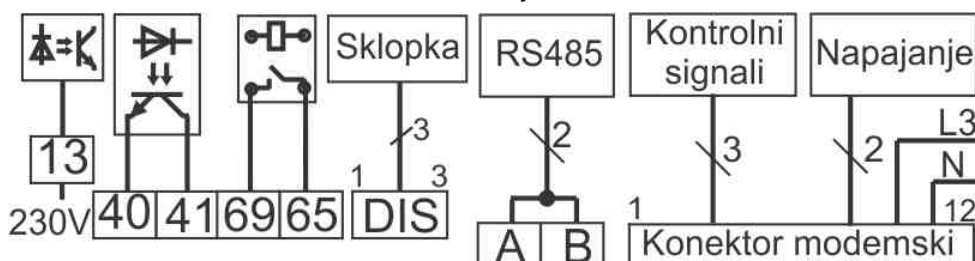 Sklopka
RS485
Kontrolni
signali
Napajanje
13
3
2
3
2
L3
N
1
3
1
12
230V
40
41
69
65
DIS
A
B
Konektor modemski